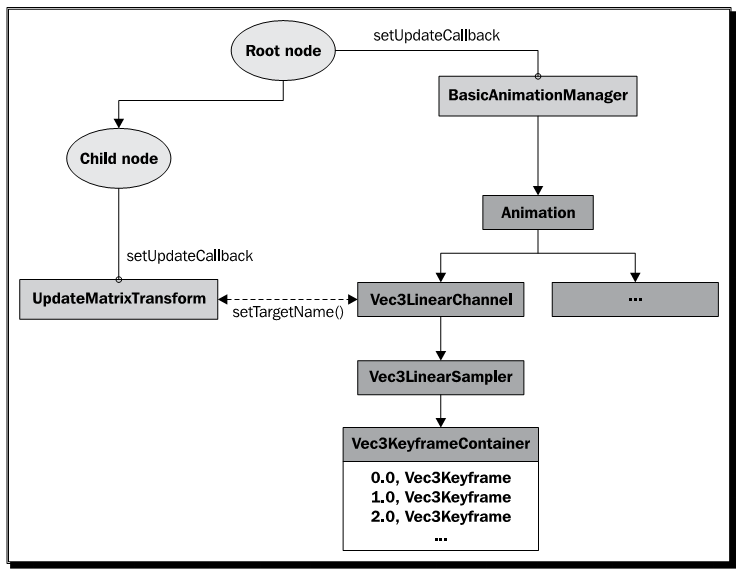 Root node
setUpdateCallback
BasicAnimationManager
Child node
Animation
setUpdateCallback
UpdateMatrixTransform
setTargetName()
Vec3LinearChannel
...
Vec3LinearSampler
Vec3KeyframeContainer
0.0, Vec3Keyframe
1.0, Vec3Keyframe
2.0, Vec3Keyframe
...